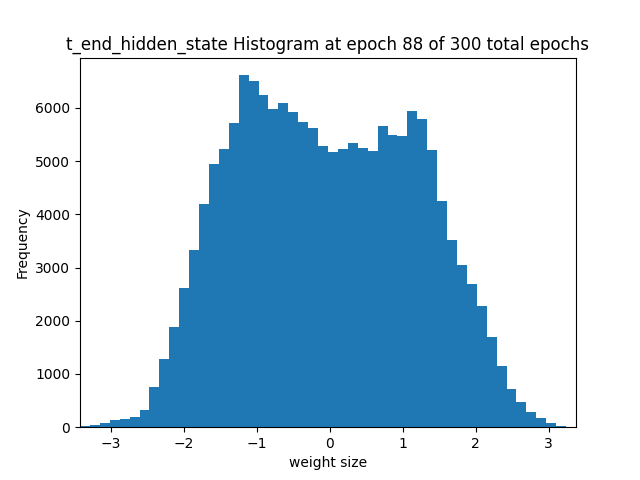 t_end_hidden_state Histogram at epoch 88 of 300 total epochs
Frequency
6000
5000
4000
3000
2000
1000
0
−3 −2 −1 0 1 2 3
weight size